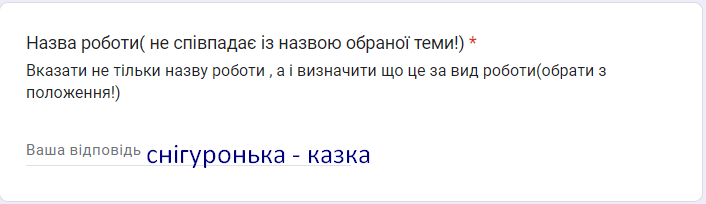 Назва роботи( не співпадає із назвою обраної теми!) *
Вказати не тільки назву роботи , а і визначити що це за вид роботи(обрати з
положення!)
Ваша відповідь снігуронька - казка